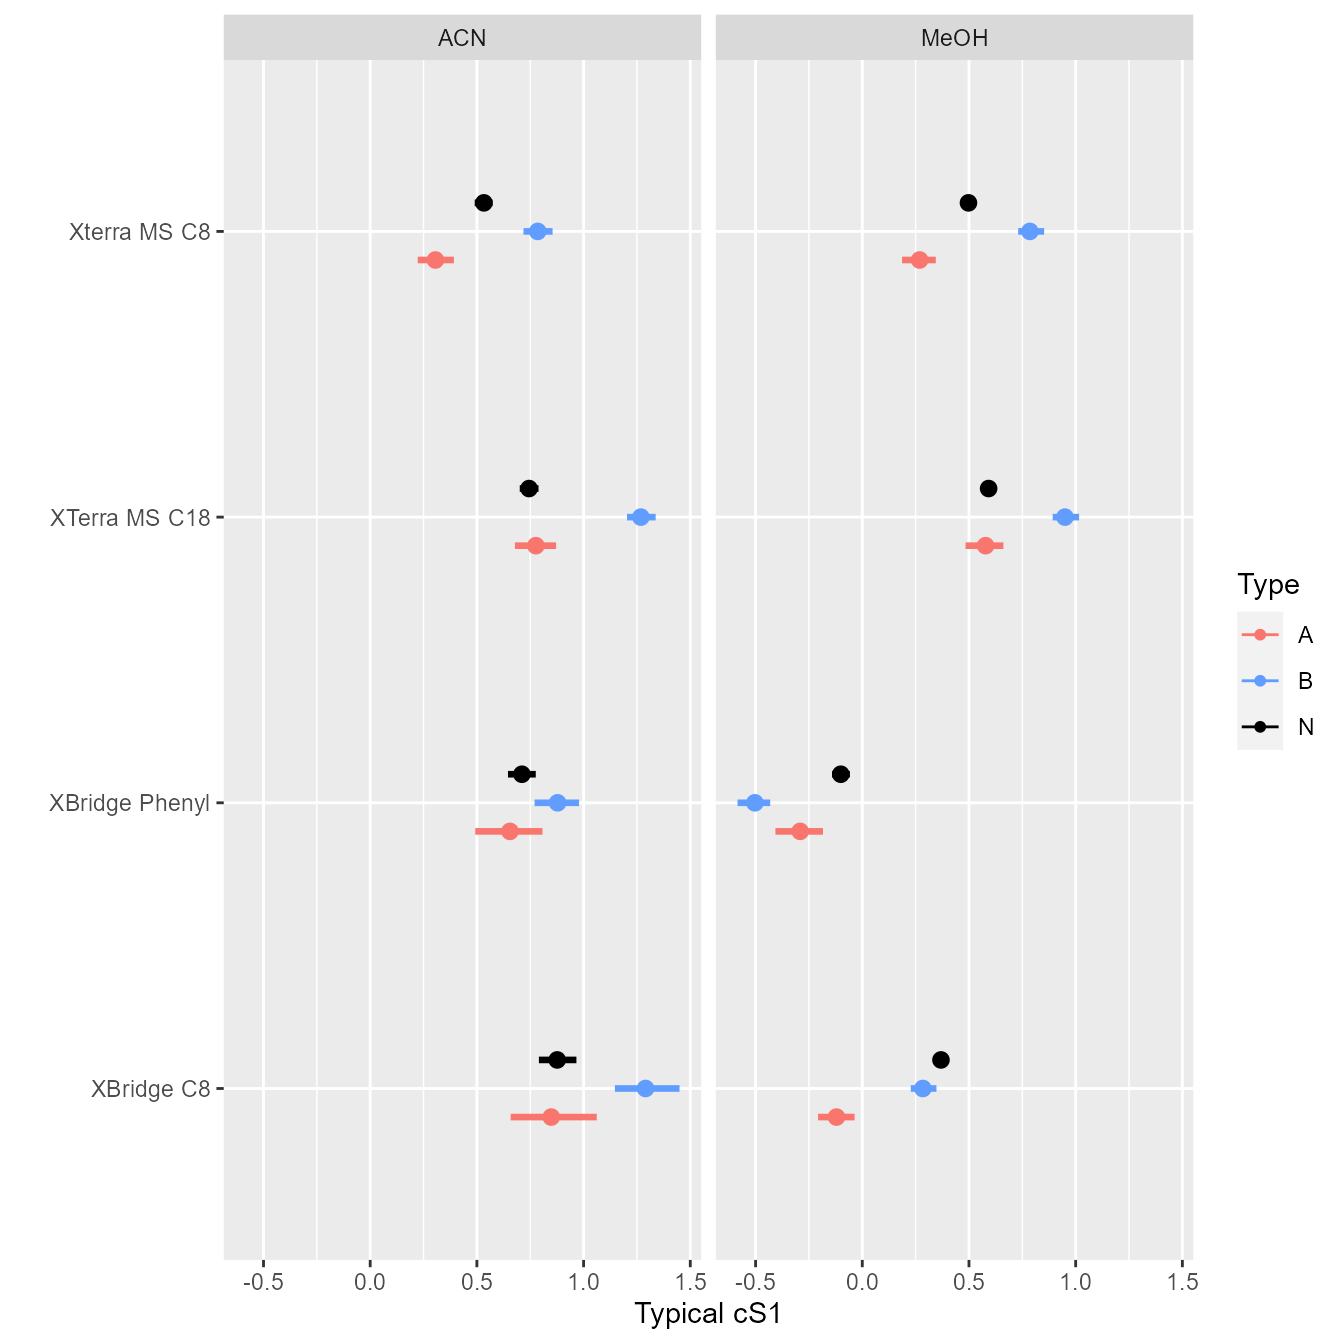 ACN MeOH
Xterra MS C8
XTerra MS C18
XBridge Phenyl
XBridge C8
Type
A
B
N
-0.5 0.0 0.5 1.0 1.5 -0.5 0.0 0.5 1.0 1.5
Typical cS1